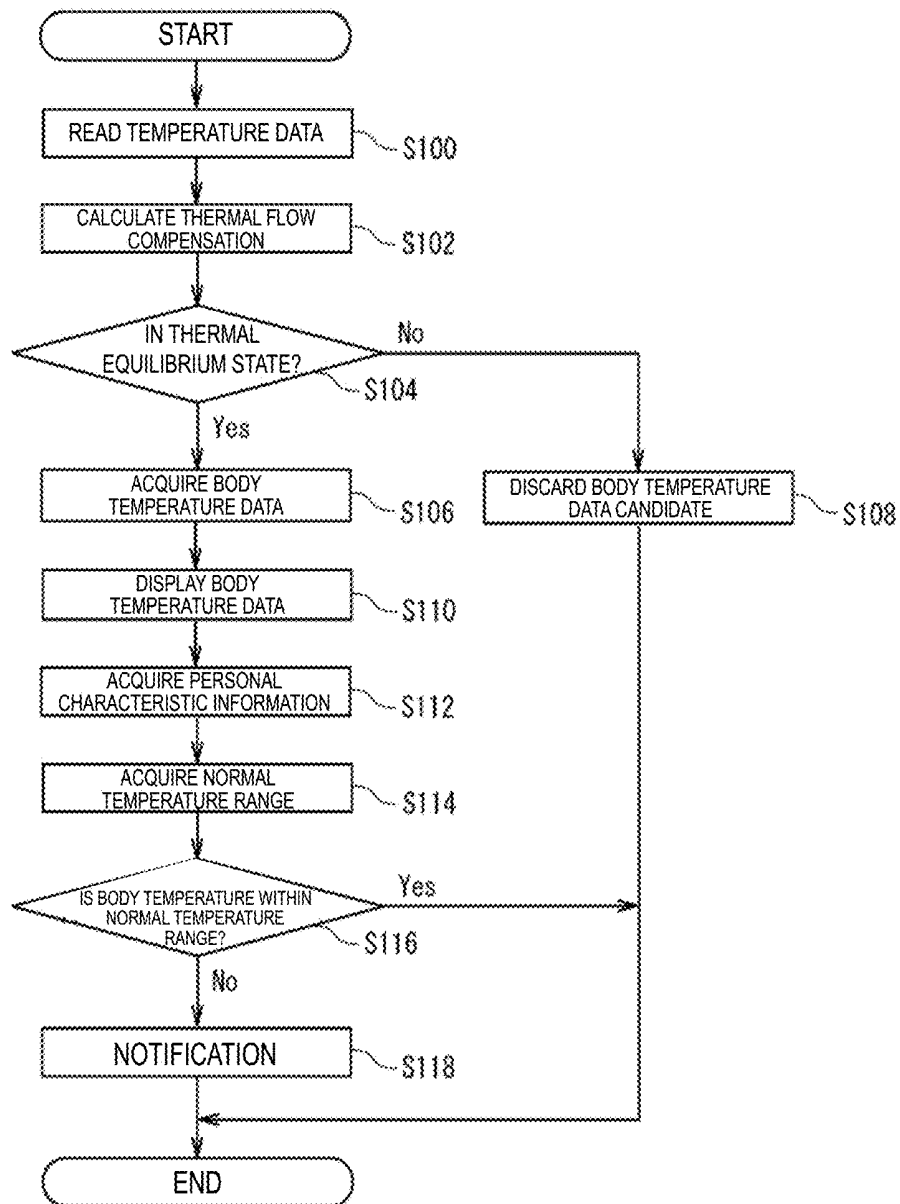 START
READ TEMPERATURE DATA
S100
CALCULATE THERMAL FLOW
COMPENSATION
S102
IN THERMAL
EQUILIBRIUM STATE?
No
S104
Yes
ACQUIRE BODY
TEMPERATURE DATA
S106
DISCARD BODY TEMPERATURE
DATA CANDIDATE
S108
DISPLAY BODY
TEMPERATURE DATA
S110
ACQUIRE PERSONAL
CHARACTERISTIC INFORMATION
S112
ACQUIRE NORMAL
TEMPERATURE RANGE
S114
IS BODY TEMPERATURE WITHIN
NORMAL TEMPERATURE
RANGE?
Yes
S116
No
NOTIFICATION
S118
END